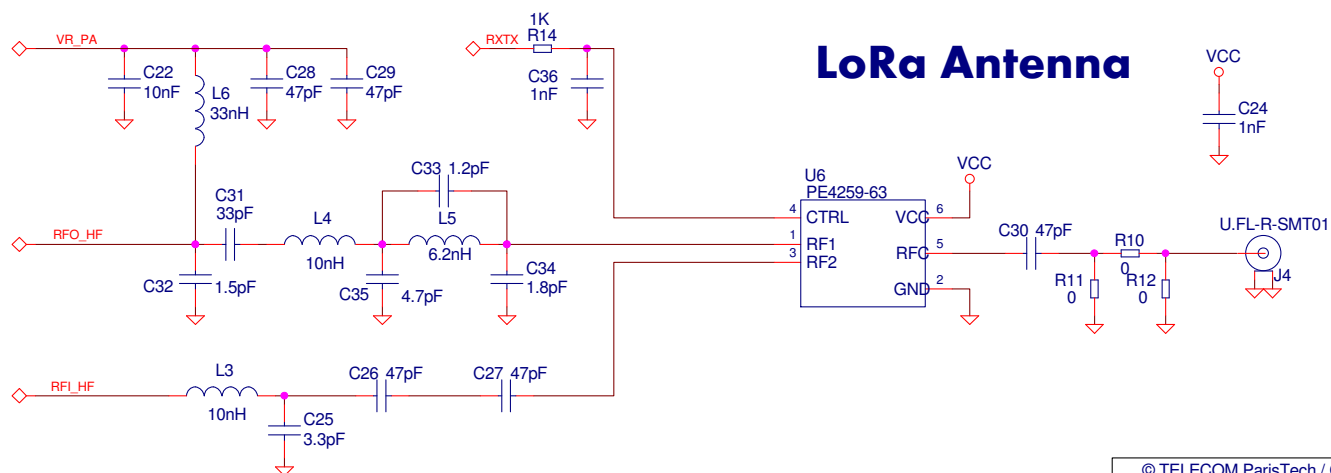 LoRa Antenna
VR_PA
C22
10nF
L6
33nH
C28
47pF
C29
47pF
RXTX
1K
R14
C36
1nF
VCC
C24
1nF
RFO_HF
C31
33pF
L4
10nH
C33 1.2pF
L5
6.2nH
C32
1.5pF
C35
4.7pF
C34
1.8pF
U6
PE4259-63
4 CTRL
1 RF1
3 RF2
VCC 6
RFC 5
GND 2
VCC
C30 47pF
R10
0
R11
0
R12
0
U.FL-R-SMT01
J4
RFI_HF
L3
10nH
C25
3.3pF
C26 47pF
C27 47pF
© TELECOM ParisTech /